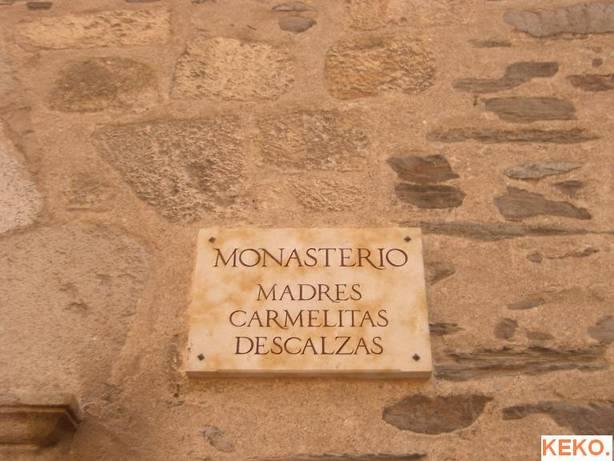 MONASTERIO
MADRES
CARMELITAS
DESCALZAS
KEKO.